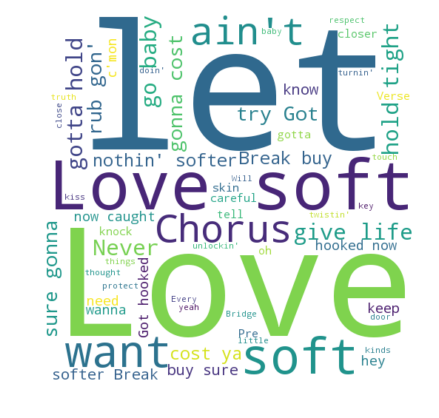 let
ain't
go baby
gonna cost
gotta hold
rub gon'
c'mon
doin'
baby
respect
closer
turnin'
hold tight
know
try Got
Verse
gotta
close
truth
nothin' softer
Break buy
touch
Love soft
kiss
skin
Will
careful
key
now caught
tell
twistin'
Chorus
give life
knock
unlockin'
oh
hooked now
sure gonna
Never
things
thought
Love
Got hooked
need
wanna
protect
Every
yeah
Bridge
Pre
little
keep
door
want
cost ya
soft
kinds
hey
softer Break
buy sure